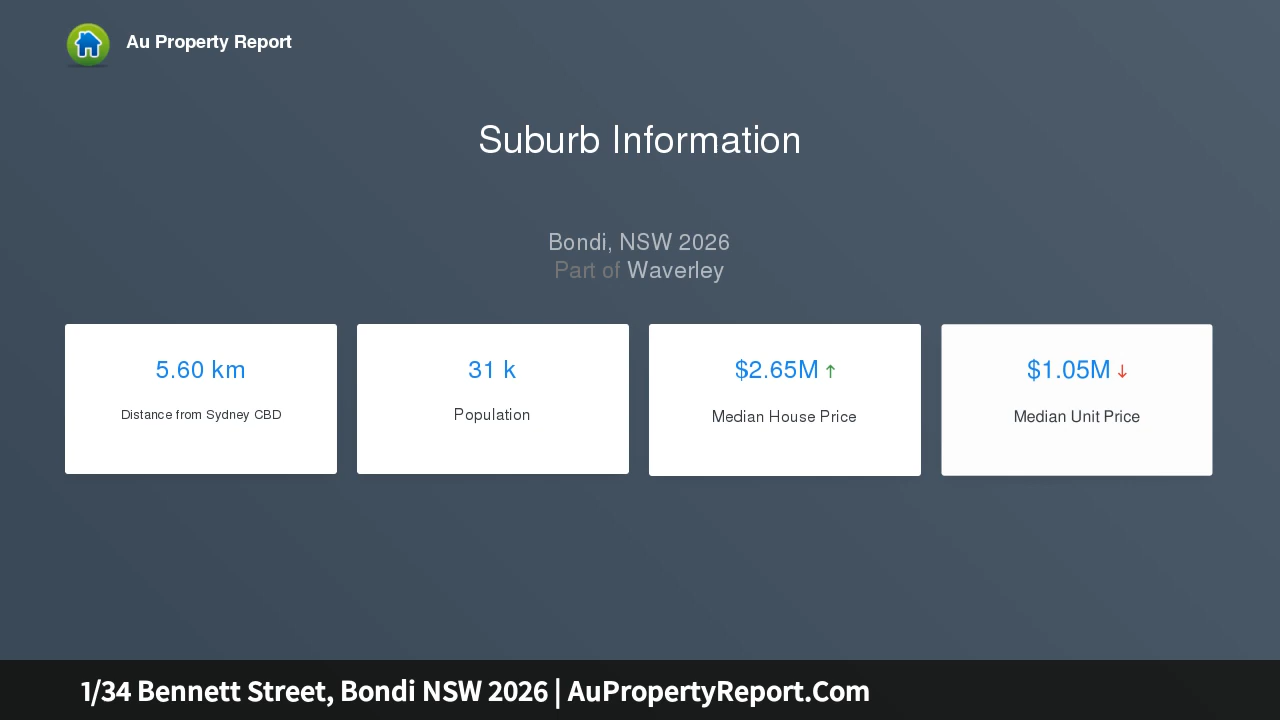 Au Property Report
Suburb Information
Bondi, NSW 2026
Part of Waverley
5.60 km
Distance from Sydney CBD
31 k
Population
$2.65M ↑
Median House Price
$1.05M ↓
Median Unit Price
1/34 Bennett Street, Bondi NSW 2026 | AuPropertyReport.Com